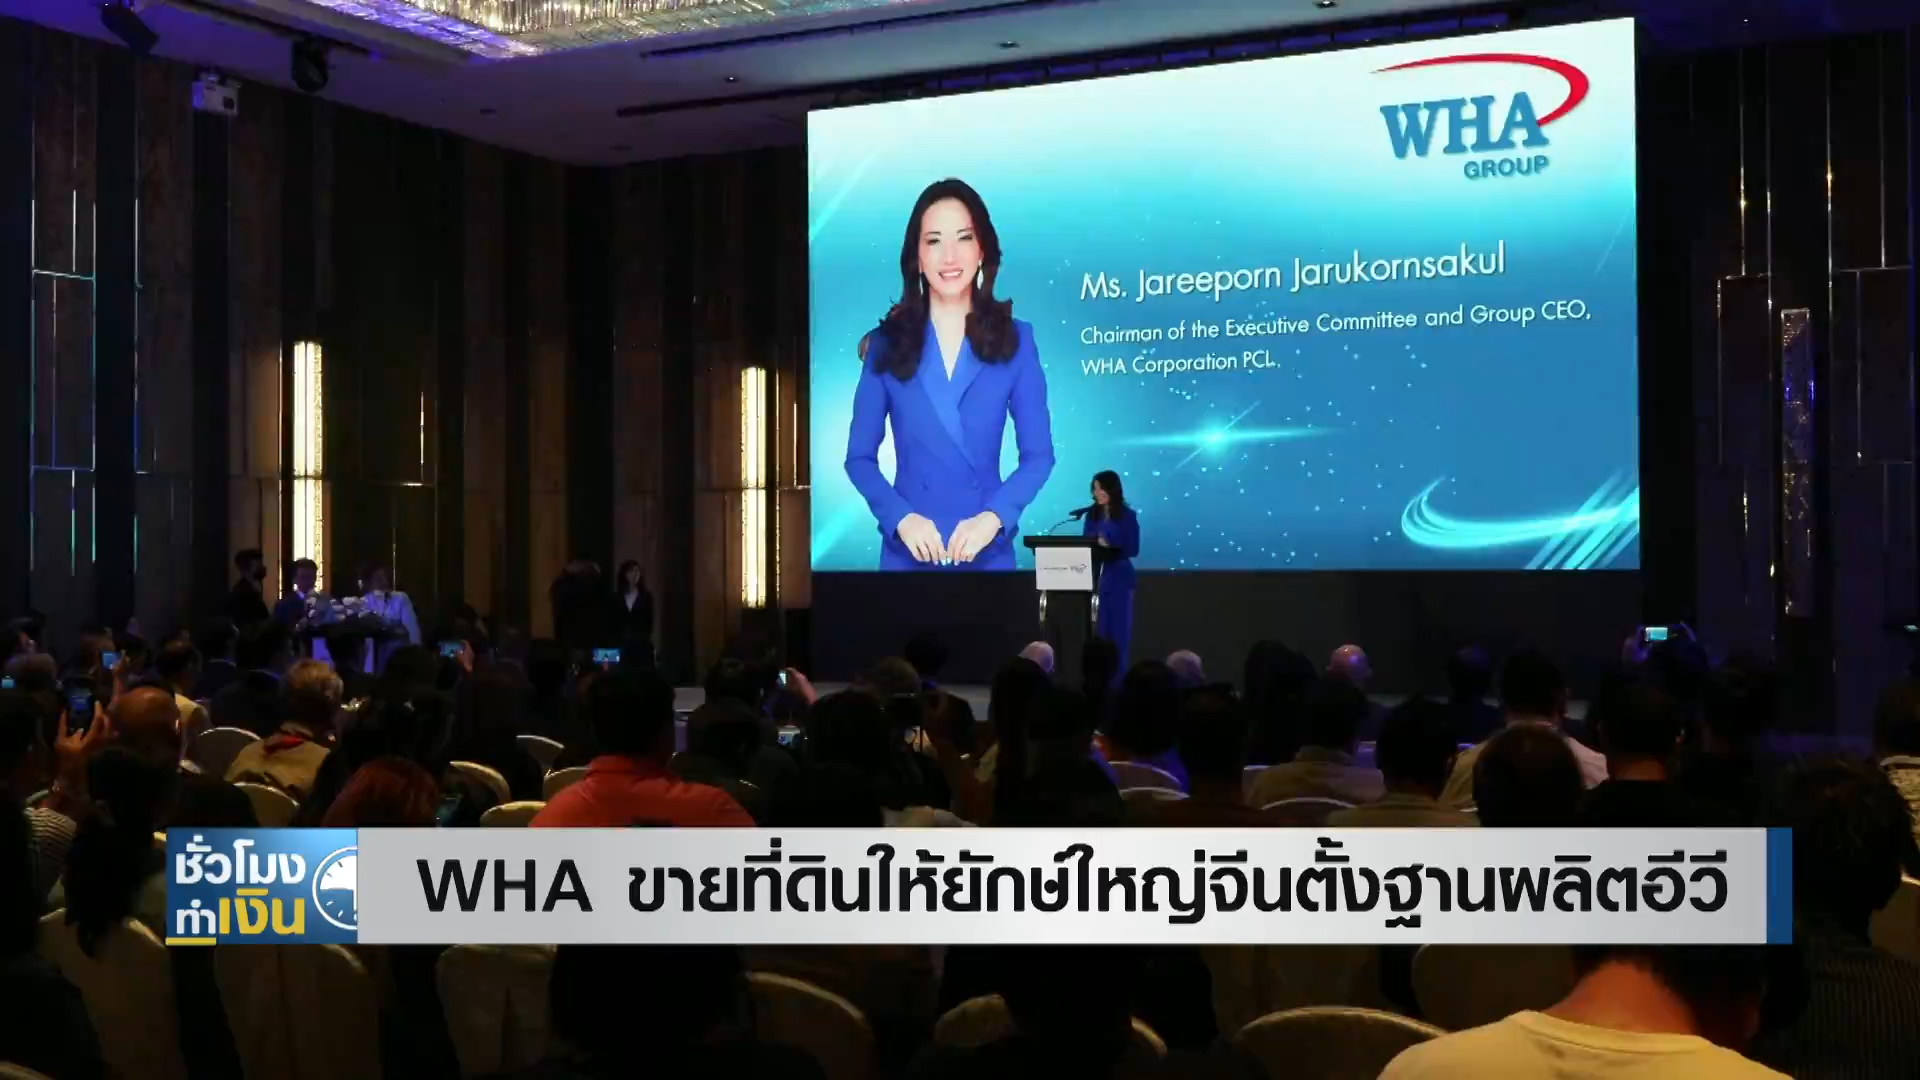 WHA
GROUP
Ms. Jareeporn Jarukornsakul
Chairman of the Executive Committee and Group CEO,
WHA Corporation PCL.
ชั่วโมง
ทำเงิน
WHA ขายที่ดินให้ยักษ์ใหญ่จีนตั้งฐานผลิตอีวี